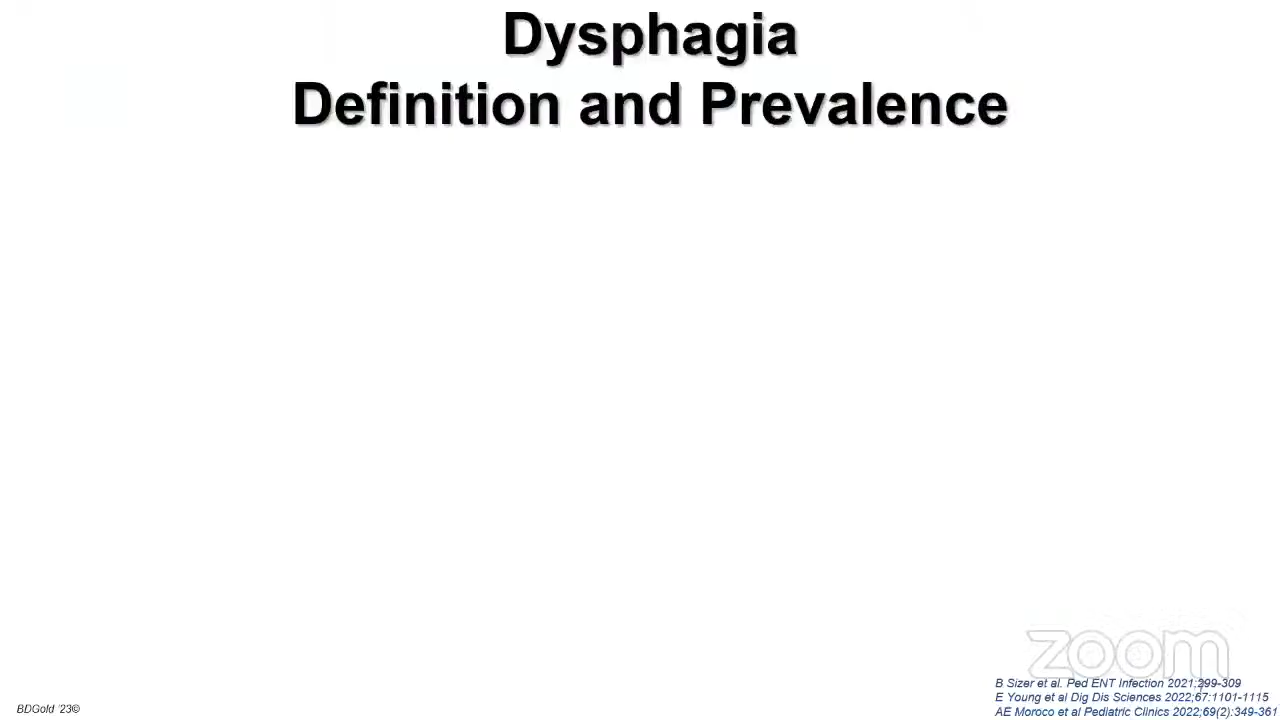 Dysphagia
Definition and Prevalence
zoom
B Sizer et al. Ped ENT Infection 2021;299-309
E Young et al Dig Dis Sciences 2022;67:1101-1115
AE Moroco et al Pediatric Clinics 2022;69(2):349-361
BDGold '23©